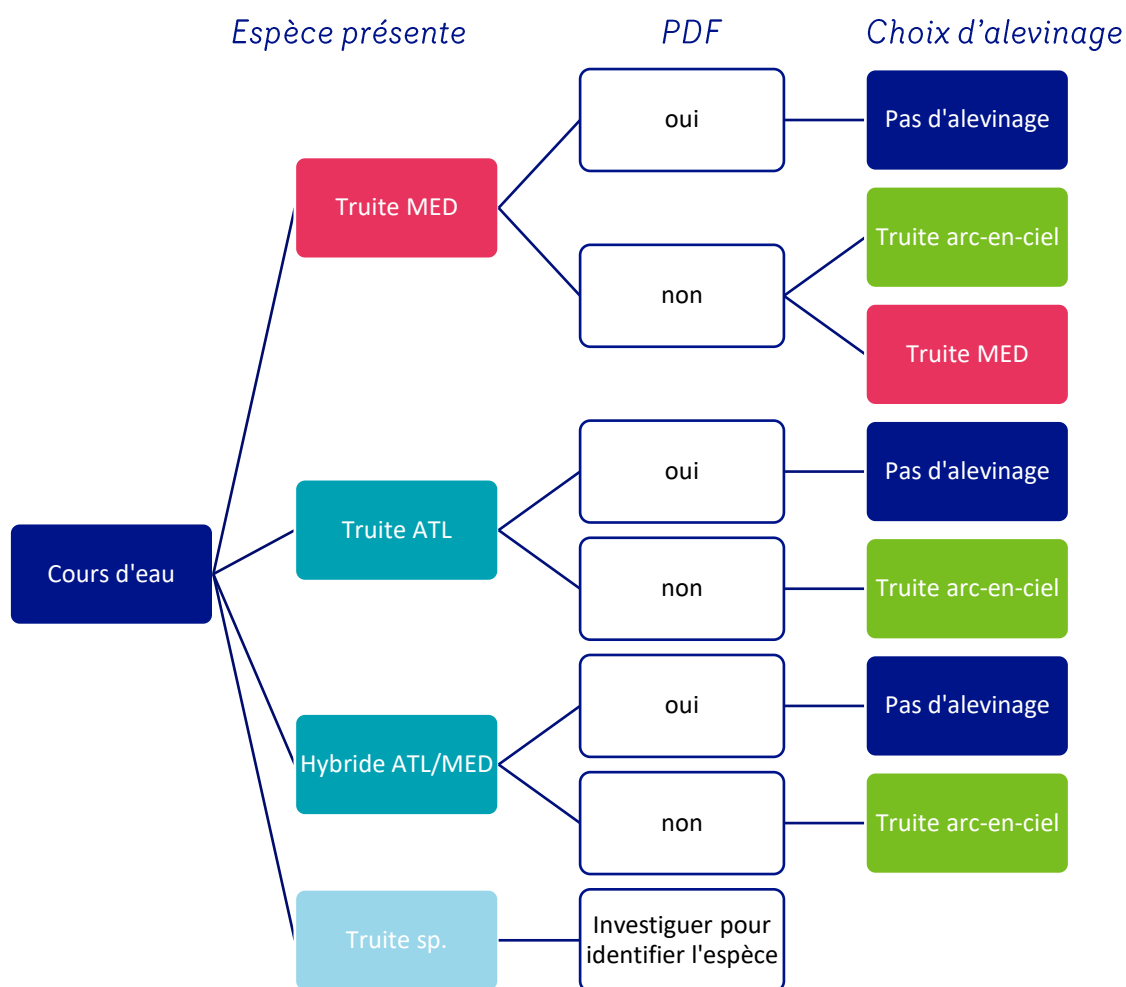 Espèce présente
PDF
Choix d'alevinage
oui
Pas d'alevinage
Truite MED
Truite arc-en-ciel
non
Truite MED
oui
Pas d'alevinage
Truite ATL
Cours d'eau
non
Truite arc-en-ciel
oui
Pas d'alevinage
Hybride ATL/MED
non
Truite arc-en-ciel
Truite sp.
Investiguer pour
identifier l'espèce